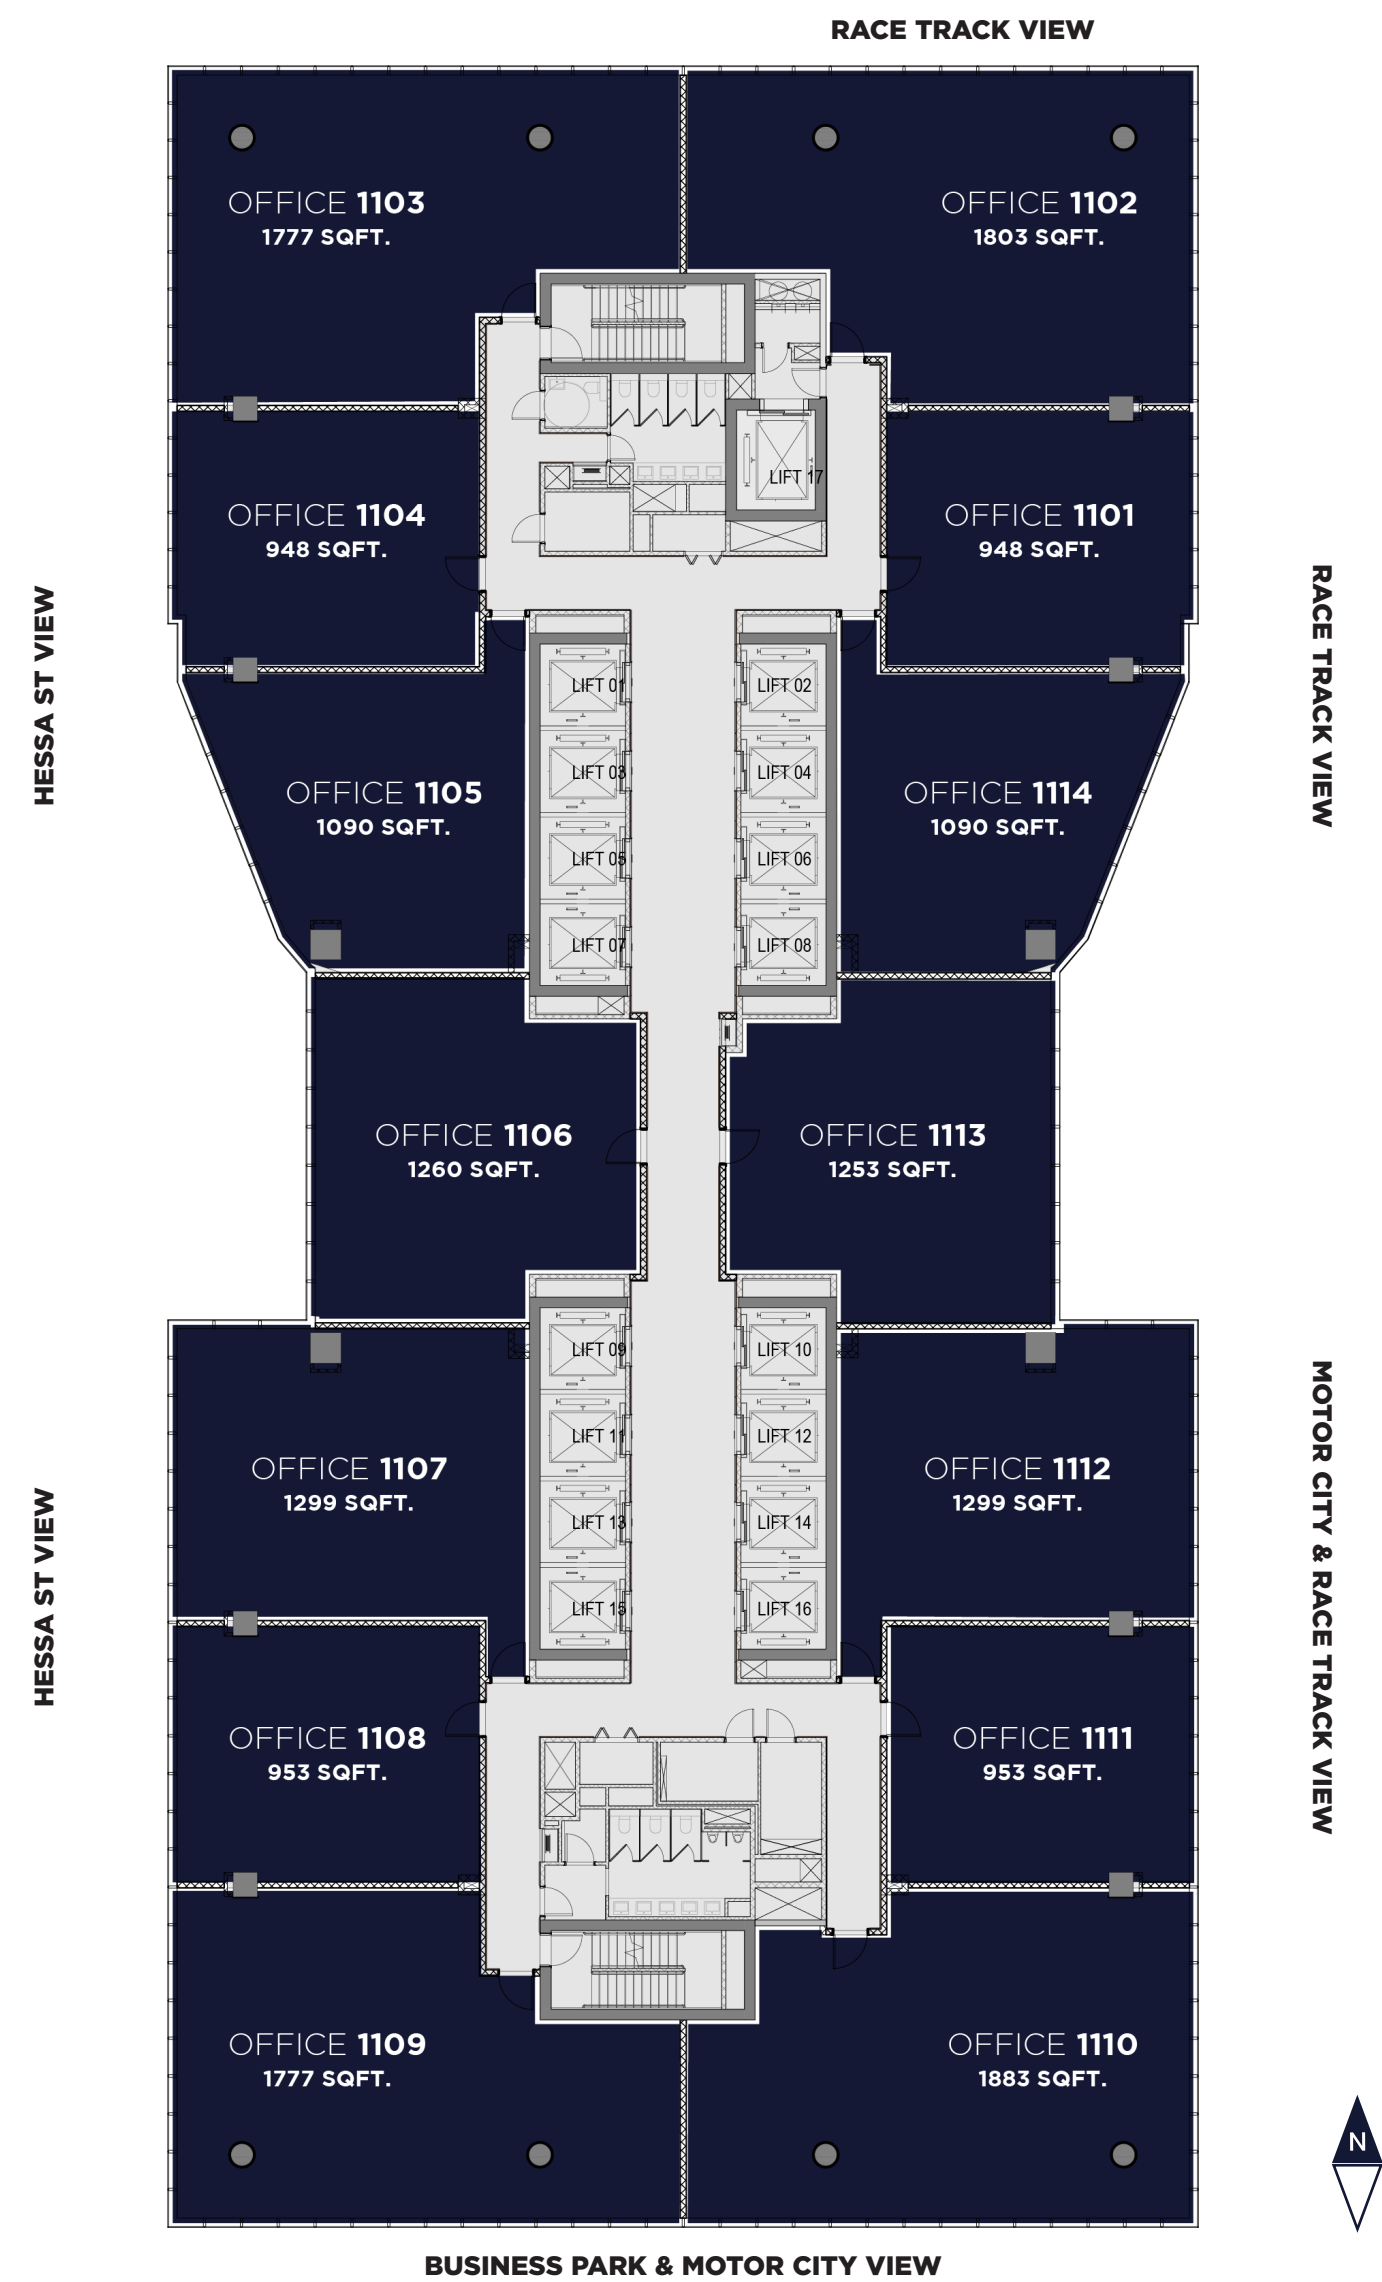 RACE TRACK VIEW
OFFICE 1103
1777 SQFT.
OFFICE 1102
1803 SQFT.
LIFT 17
OFFICE 1104
948 SQFT.
OFFICE 1101
948 SQFT.
HESSA ST VIEW
RACE TRACK VIEW
LIFT 01
LIFT 02
LIFT 03
LIFT 04
OFFICE 1105
1090 SQFT.
OFFICE 1114
1090 SQFT.
LIFT 05
LIFT 06
LIFT 07
LIFT 08
OFFICE 1106
1260 SQFT.
OFFICE 1113
1253 SQFT.
LIFT 09
LIFT 10
LIFT 11
LIFT 12
OFFICE 1107
1299 SQFT.
OFFICE 1112
1299 SQFT.
LIFT 13
LIFT 14
LIFT 15
LIFT 16
HESSA ST VIEW
MOTOR CITY & RACE TRACK VIEW
OFFICE 1108
953 SQFT.
OFFICE 1111
953 SQFT.
OFFICE 1109
1777 SQFT.
OFFICE 1110
1883 SQFT.
N
BUSINESS PARK & MOTOR CITY VIEW